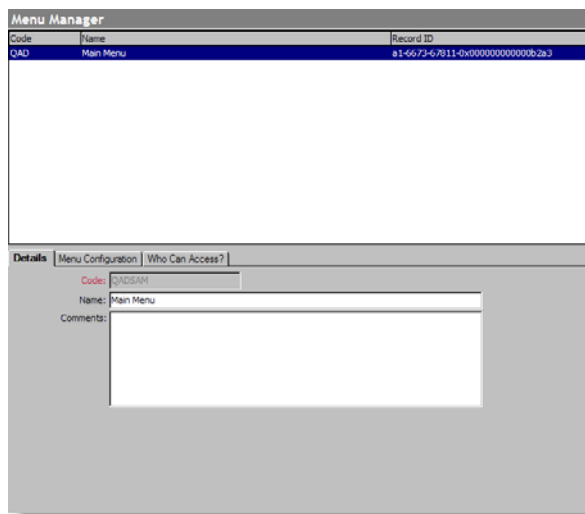 Menu Manager
Code Name Record ID
QAD Main Menu a1-6673-67811-0x000000000000b2a3
Details Menu Configuration Who Can Access?
Code: QADSAM
Name: Main Menu
Comments: